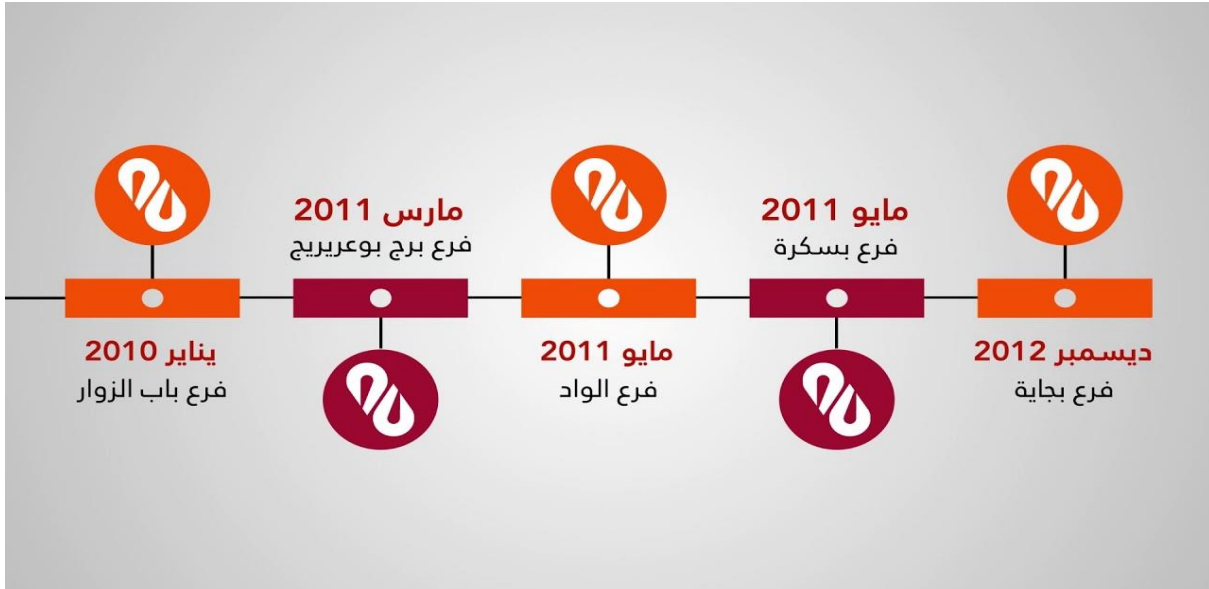 يناير 2010
فرع باب الزوار
مارس 2011
فرع برج بوعريريج
مايو 2011
فرع الواد
مايو 2011
فرع بسكرة
ديسمبر 2012
فرع بجاية